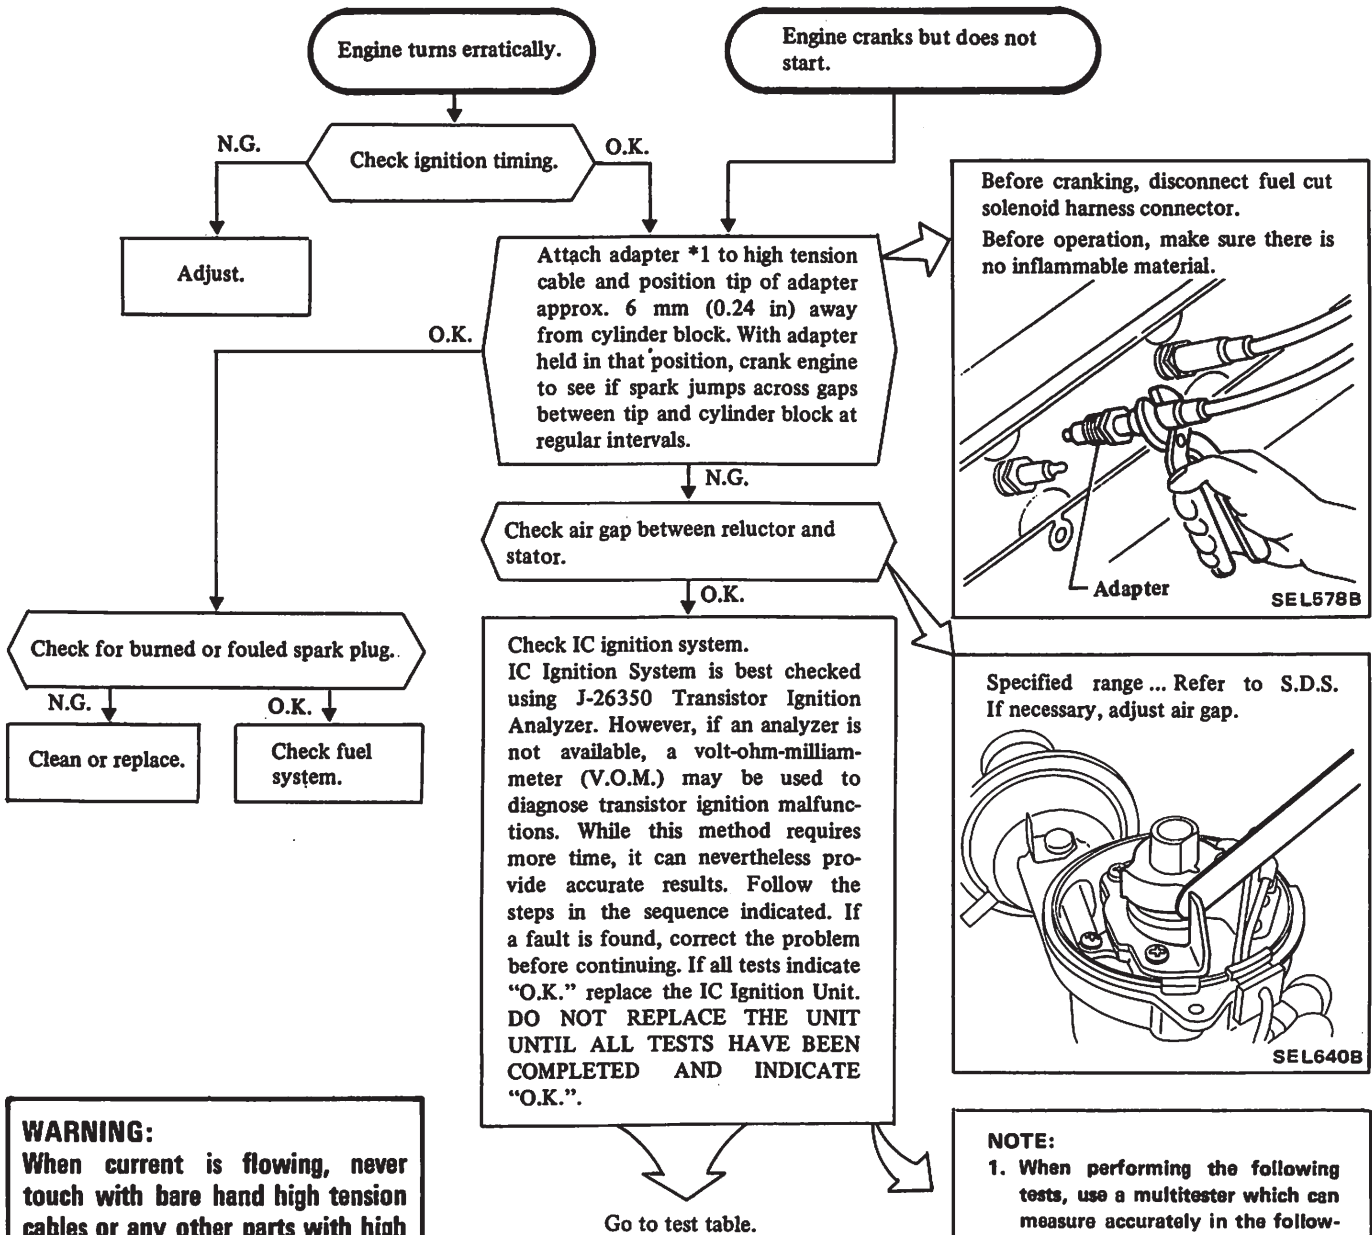 Engine turns erratically.
Engine cranks but does not
start.
N.G.
Check ignition timing.
O.K.
Adjust.
Attach adapter *1 to high tension
cable and position tip of adapter
approx. 6 mm (0.24 in) away
from cylinder block. With adapter
held in that position, crank engine
to see if spark jumps across gaps
between tip and cylinder block at
regular intervals.
O.K.
N.G.
Before cranking, disconnect fuel cut
solenoid harness connector.
Before operation, make sure there is
no inflammable material.
Adapter
SEL578B
Check air gap between reluctor and
stator.
O.K.
Check for burned or fouled spark plug.
N.G.
O.K.
Clean or replace.
Check fuel
system.
Check IC ignition system.
IC Ignition System is best checked
using J-26350 Transistor Ignition
Analyzer. However, if an analyzer is
not available, a volt-ohm-milliam-
meter (V.O.M.) may be used to
diagnose transistor ignition malfunc-
tions. While this method requires
more time, it can nevertheless pro-
vide accurate results. Follow the
steps in the sequence indicated. If
a fault is found, correct the problem
before continuing. If all tests indicate
“O.K.” replace the IC Ignition Unit.
DO NOT REPLACE THE UNIT
UNTIL ALL TESTS HAVE BEEN
COMPLETED AND INDICATE
“O.K.”.
Specified range ... Refer to S.D.S.
If necessary, adjust air gap.
SEL640B
WARNING:
When current is flowing, never
touch with bare hand high tension
cables or any other parts with high
Go to test table.
NOTE:
1. When performing the following
tests, use a multitester which can
measure accurately in the follow-